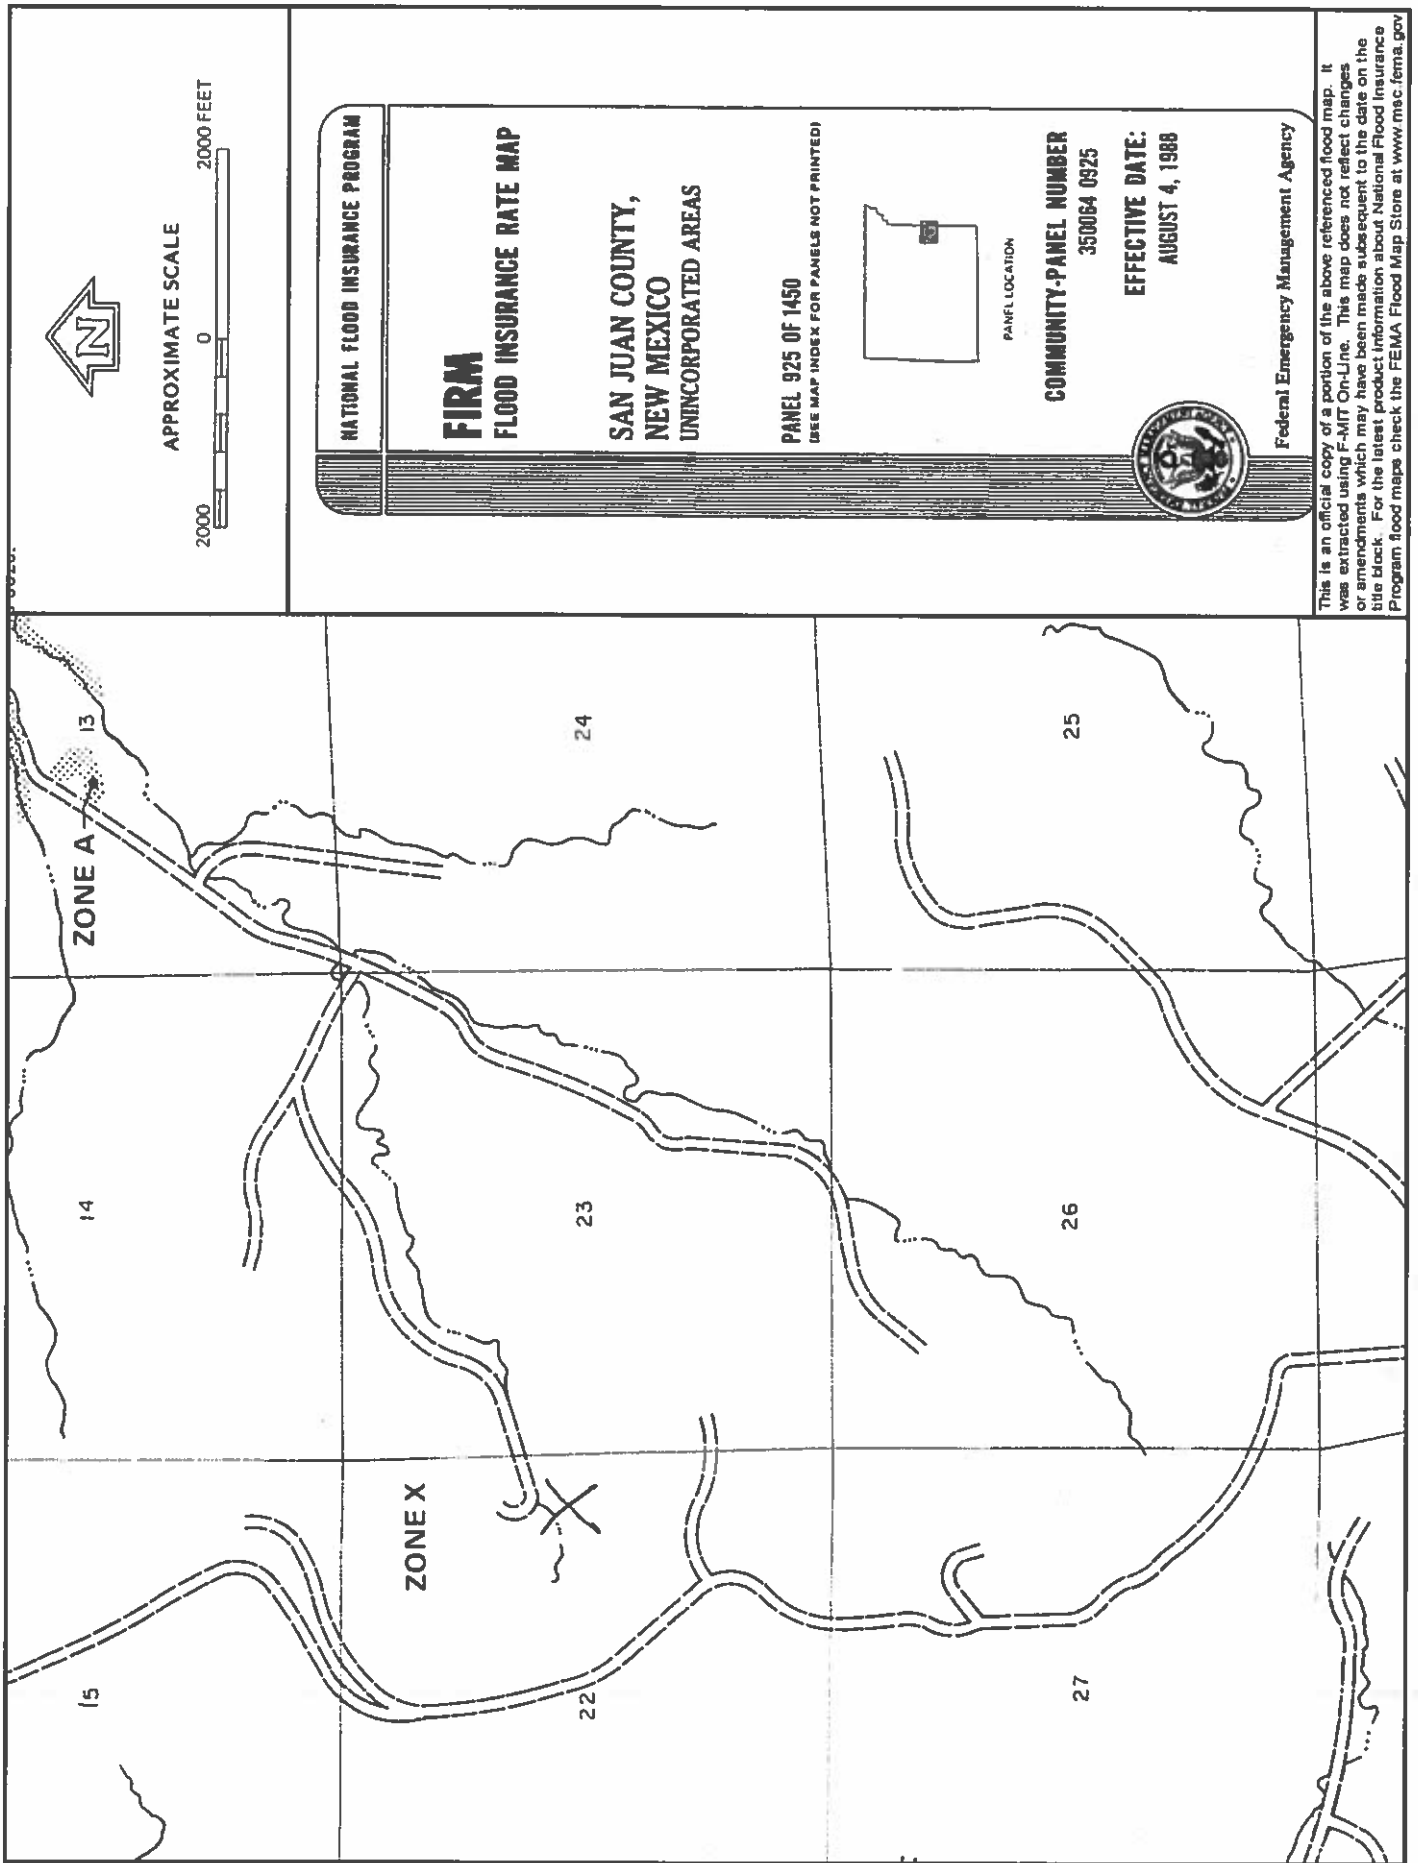 APPROXIMATE SCALE
2000 0 2000 FEET
NATIONAL FLOOD INSURANCE PROGRAM
FIRM
FLOOD INSURANCE RATE MAP
SAN JUAN COUNTY,
NEW MEXICO
UNINCORPORATED AREAS
PANEL 925 OF 1450
(SEE MAP INDEX FOR PANELS NOT PRINTED)
PANEL LOCATION
COMMUNITY-PANEL NUMBER
350064 0925
EFFECTIVE DATE:
AUGUST 4, 1988
Federal Emergency Management Agency
This is an official copy of a portion of the above referenced flood map. It
was extracted using F-MIT On-Line. This map does not reflect changes
or amendments which may have been made subsequent to the date on the
title block. For the latest product information about National Flood Insurance
Program flood maps check the FEMA Flood Map Store at www.msc.fema.gov
N
15
14
ZONE A
13
ZONE X
22
23
24
27
26
25